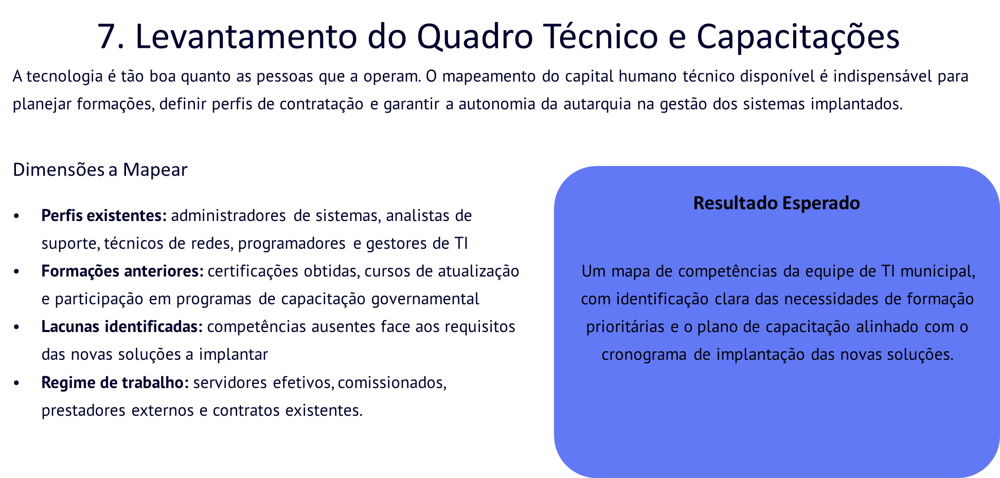 7. Levantamento do Quadro Técnico e Capacitações
A tecnologia é tão boa quanto as pessoas que a operam. O mapeamento do capital humano técnico disponível é indispensável para
planejar formações, definir perfis de contratação e garantir a autonomia da autarquia na gestão dos sistemas implantados.
Dimensões a Mapear
• Perfis existentes: administradores de sistemas, analistas de
suporte, técnicos de redes, programadores e gestores de TI
• Formações anteriores: certificações obtidas, cursos de atualização
e participação em programas de capacitação governamental
• Lacunas identificadas: competências ausentes face aos requisitos
das novas soluções a implantar
• Regime de trabalho: servidores efetivos, comissionados,
prestadores externos e contratos existentes.
Resultado Esperado
Um mapa de competências da equipe de TI municipal,
com identificação clara das necessidades de formação
prioritárias e o plano de capacitação alinhado com o
cronograma de implantação das novas soluções.